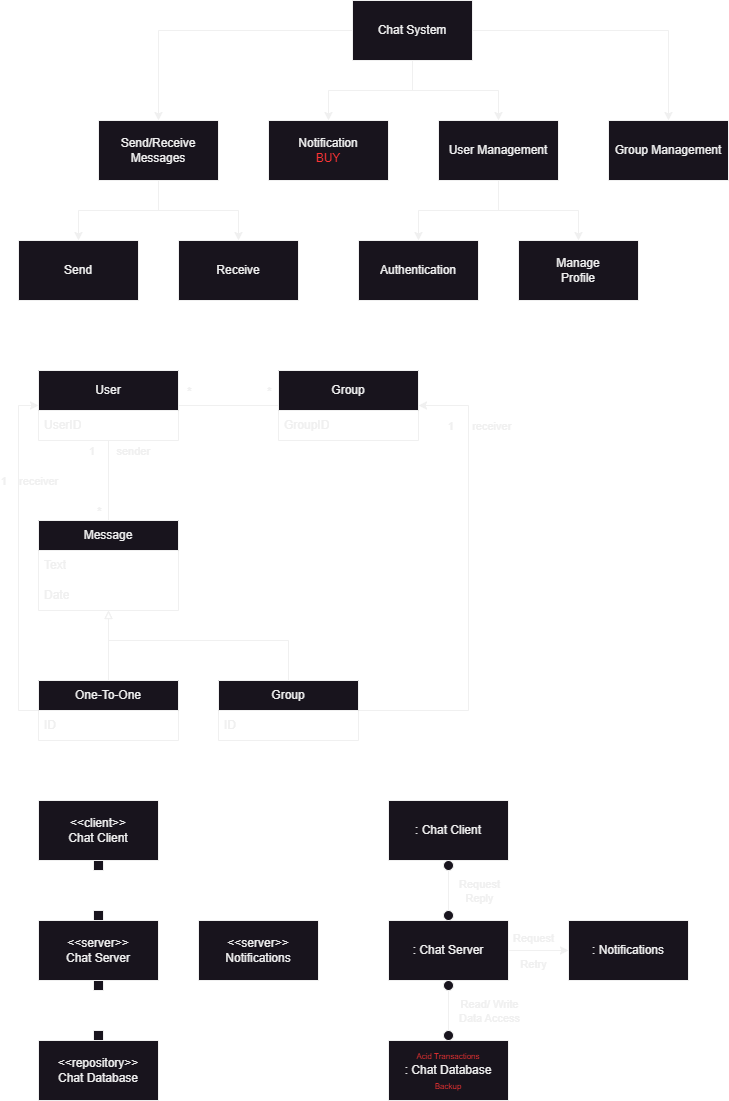 Chat System
Send/Receive
Messages
Notification
BUY
User Management
Group Management
Send
Receive
Authentication
Manage
Profile
User
*
*
Group
UserID
GroupID
1
receiver
1
sender
1
receiver
*
Message
Text
Date
One-To-One
Group
ID
ID
<<client>>
Chat Client
: Chat Client
Request
Reply
<<server>>
Chat Server
<<server>>
Notifications
: Chat Server
Request
Retry
: Notifications
Read/ Write
Data Access
<<repository>>
Chat Database
Acid Transactions
: Chat Database
Backup